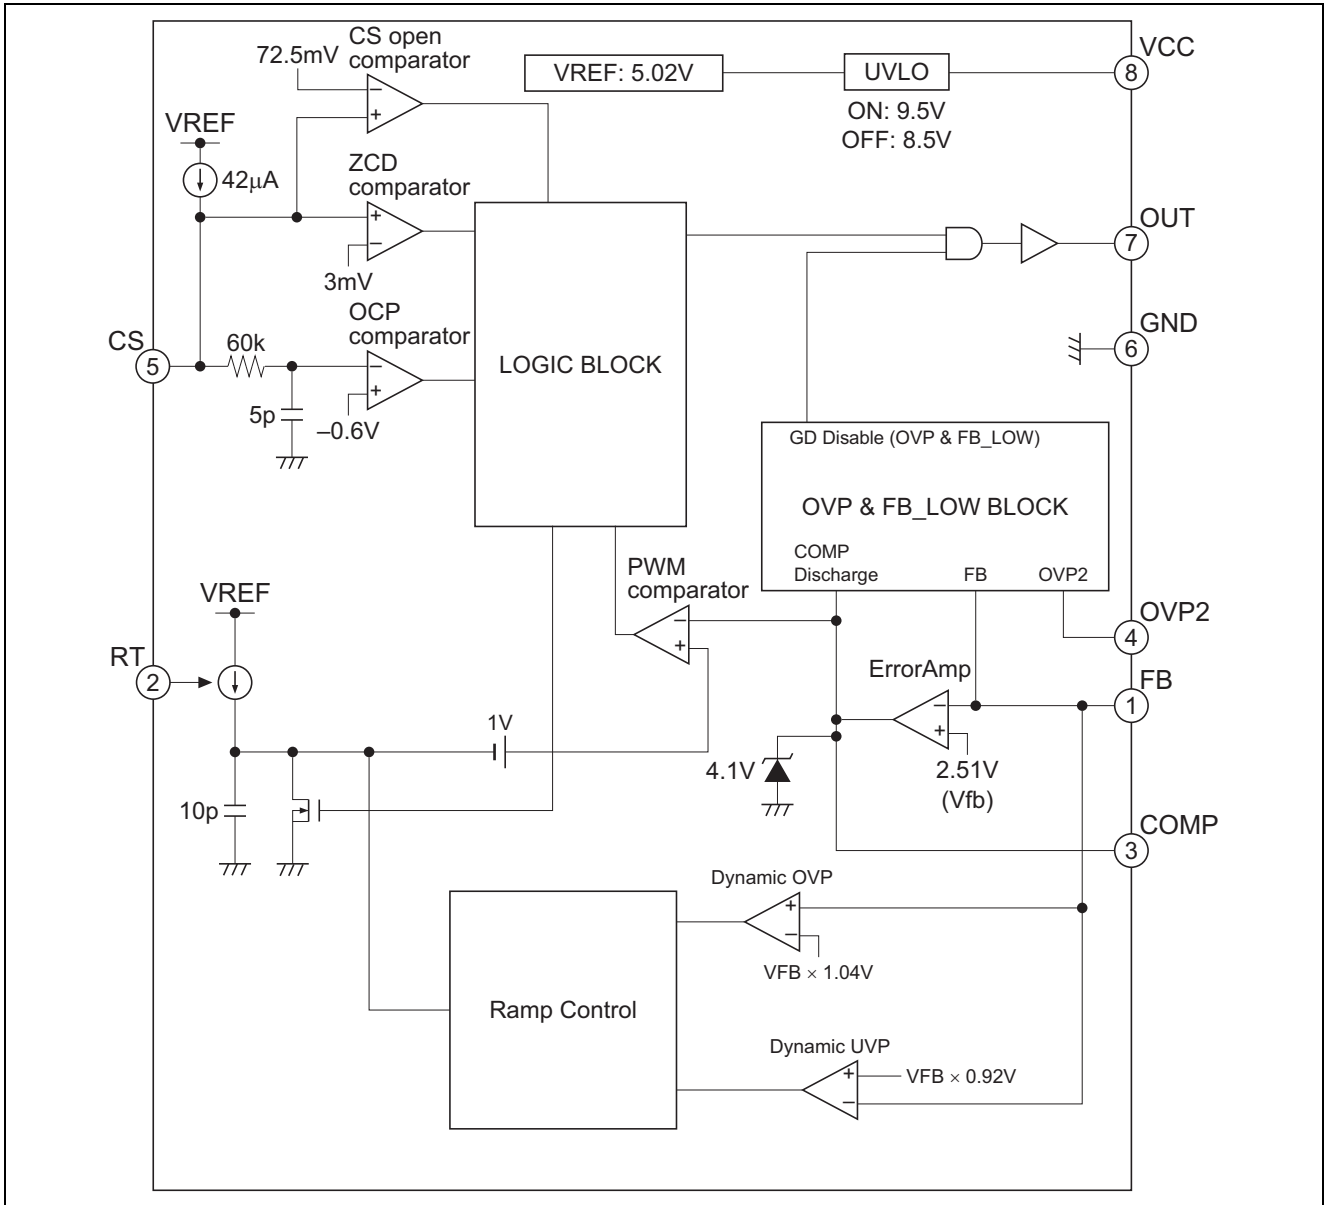 CS open
comparator
72.5mV
−
+
VREF
42μA
ZCD
comparator
+
−
3mV
OCP
comparator
−
+
–0.6V
CS
5
60k
5p
VREF: 5.02V
UVLO
ON: 9.5V
OFF: 8.5V
VCC
8
OUT
7
GND
6
LOGIC BLOCK
GD Disable (OVP & FB_LOW)
OVP & FB_LOW BLOCK
COMP
Discharge
FB
OVP2
PWM
comparator
−
+
OVP2
4
VREF
RT
2
ErrorAmp
−
+
FB
1
1V
4.1V
2.51V
(Vfb)
10p
COMP
3
Dynamic OVP
+
−
VFB × 1.04V
Ramp Control
Dynamic UVP
+
−
VFB × 0.92V